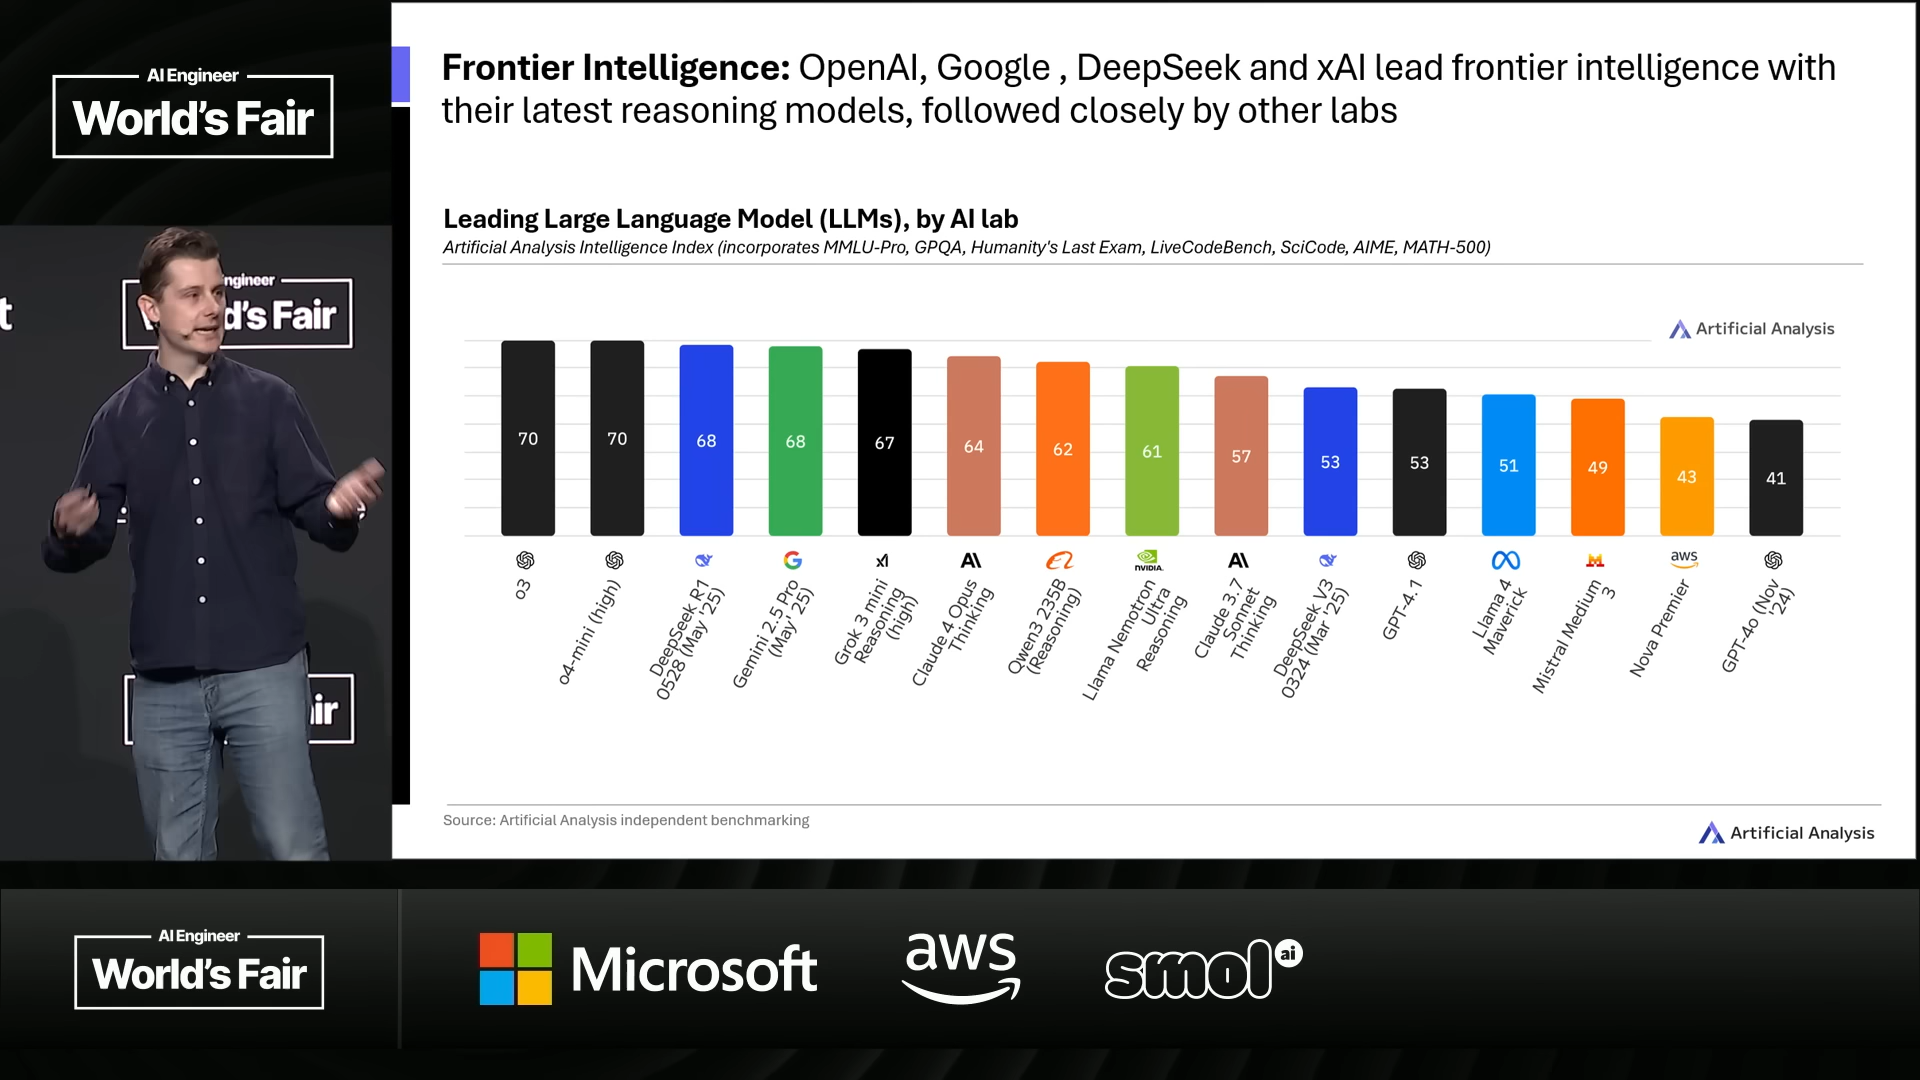 AI Engineer
World's Fair
Frontier Intelligence: OpenAI, Google , DeepSeek and xAI lead frontier intelligence with
their latest reasoning models, followed closely by other labs
Leading Large Language Model (LLMs), by AI lab
Artificial Analysis Intelligence Index (incorporates MMLU-Pro, GPQA, Humanity's Last Exam, LiveCodeBench, SciCode, AIME, MATH-500)
Artificial Analysis
70
70
68
68
67
64
62
61
57
53
53
51
49
43
41
NVIDIA
aws
o3
o4-mini (high)
DeepSeek R1
0528 (May '25)
Gemini 2.5 Pro
(May' 25)
Grok 3 mini
Reasoning
(high)
Claude 4 Opus
Thinking
Qwen3 235B
(Reasoning)
Llama Nemotron
Ultra
Reasoning
Claude 3.7
Sonnet
Thinking
DeepSeek V3
0324 (Mar '25)
GPT-4.1
Llama 4
Maverick
Mistral Medium
3
Nova Premier
GPT-4o (Nov
'24)
Source: Artificial Analysis independent benchmarking
Artificial Analysis
t
ngineer
d's Fair
ir
AI Engineer
World's Fair
Microsoft
aws
smol ai